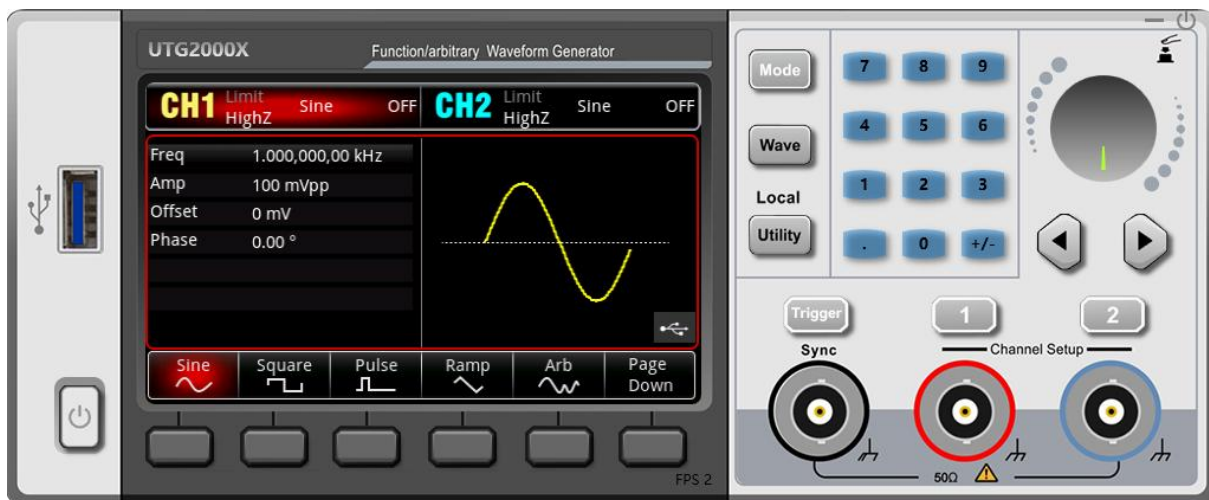 UTG2000X
Function/arbitrary Waveform Generator
CH1 Limit HighZ Sine OFF
CH2 Limit HighZ Sine OFF
Freq 1.000,000,00 kHz
Amp 100 mVpp
Offset 0 mV
Phase 0.00 °
Sine
Square
Pulse
Ramp
Arb
Page Down
FPS 2
Mode
Wave
Local
Utility
7 8 9
4 5 6
1 2 3
. 0 +/-
Trigger
1
2
Sync
Channel Setup
50Ω